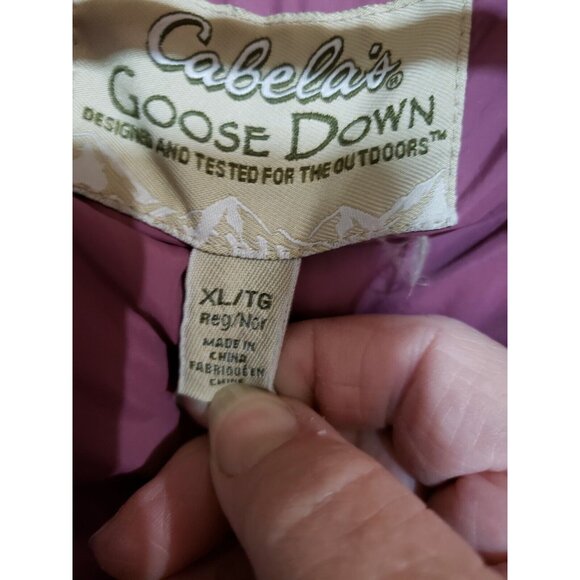 Cabela's®
GOOSE DOWN
DESIGNED AND TESTED FOR THE OUTDOORS™
XL/TG
Reg/Nor
MADE IN
CHINA
FABRIQUÉ EN
CHINE